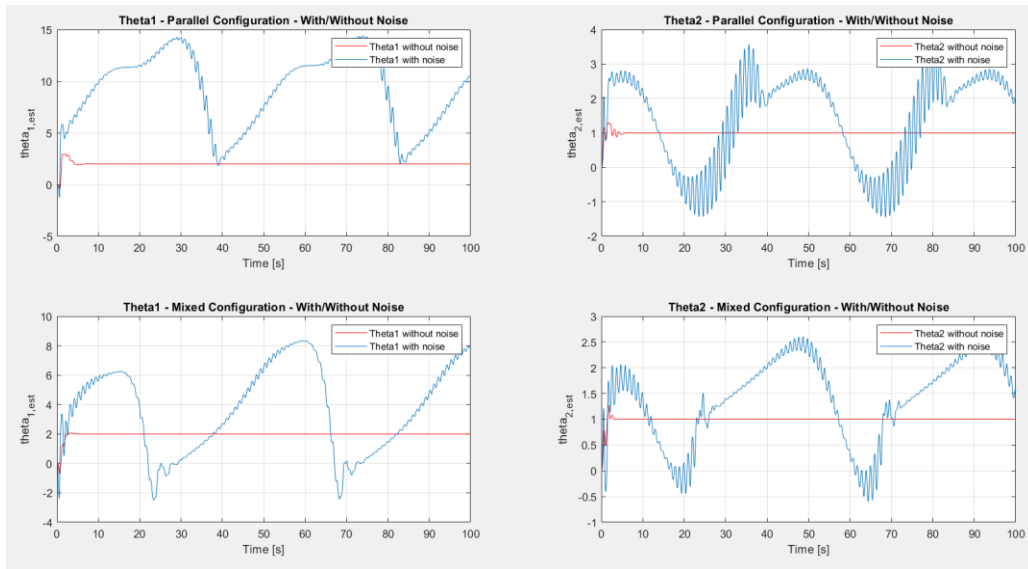 Theta1 - Parallel Configuration - With/Without Noise
15
10
5
0
-5
theta1,est
Theta1 without noise
Theta1 with noise
0 10 20 30 40 50 60 70 80 90 100
Time [s]
Theta2 - Parallel Configuration - With/Without Noise
4
3
2
1
0
-1
-2
theta2,est
Theta2 without noise
Theta2 with noise
0 10 20 30 40 50 60 70 80 90 100
Time [s]
Theta1 - Mixed Configuration - With/Without Noise
10
8
6
4
2
0
-2
-4
theta1,est
Theta1 without noise
Theta1 with noise
0 10 20 30 40 50 60 70 80 90 100
Time [s]
Theta2 - Mixed Configuration - With/Without Noise
3
2.5
2
1.5
1
0.5
0
-0.5
-1
theta2,est
Theta2 without noise
Theta2 with noise
0 10 20 30 40 50 60 70 80 90 100
Time [s]